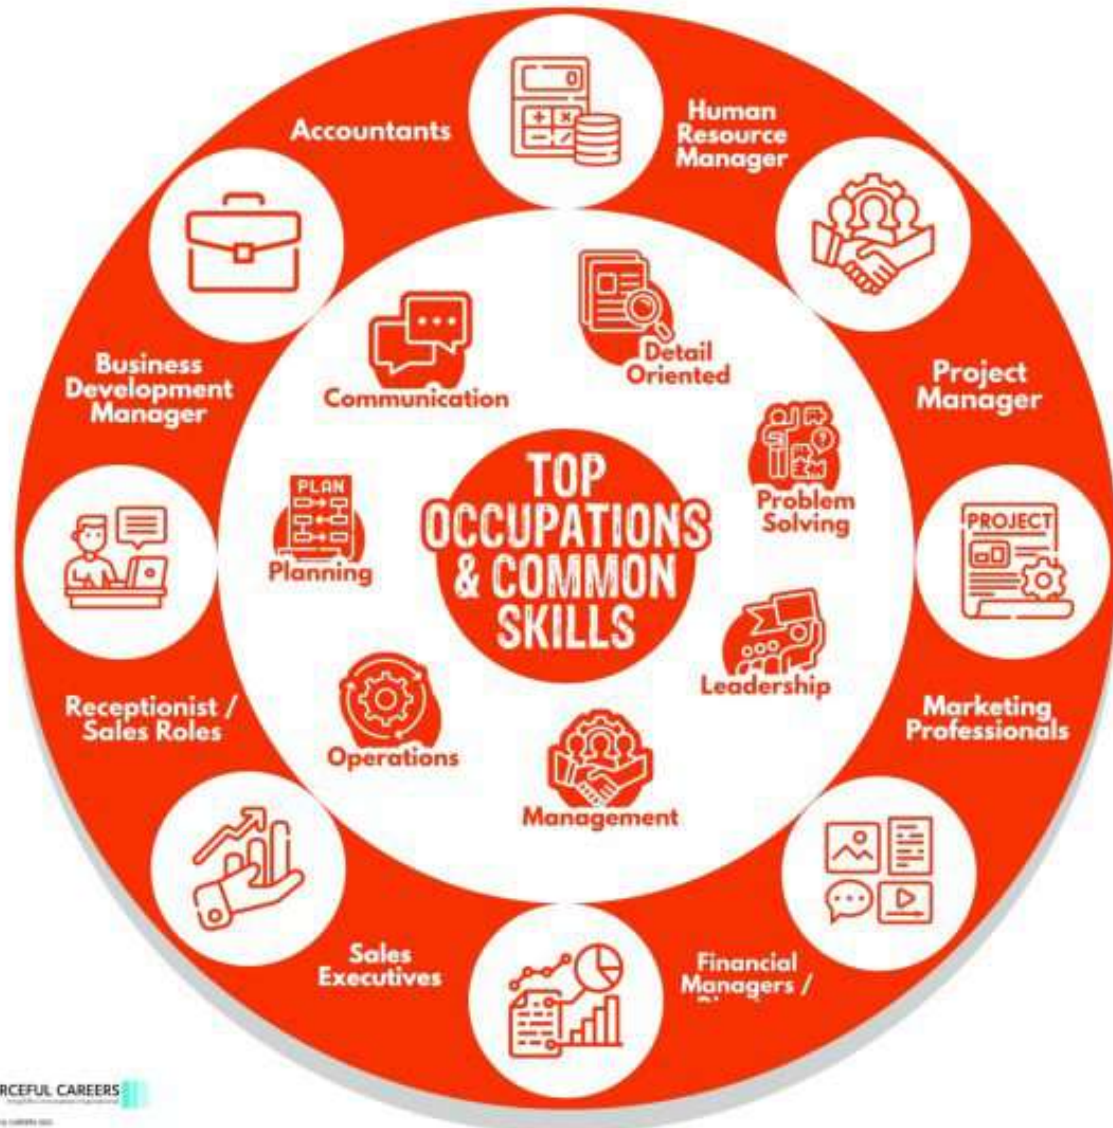 Accountants
Human
Resource
Manager
Business
Development
Manager
Project
Manager
Communication
Detail
Oriented
PLAN
Planning
Problem
Solving
TOP
OCCUPATIONS
& COMMON
SKILLS
PROJECT
Leadership
Operations
Management
Receptionist /
Sales Roles
Marketing
Professionals
Sales
Executives
Financial
Managers /
RCEFUL CAREERS